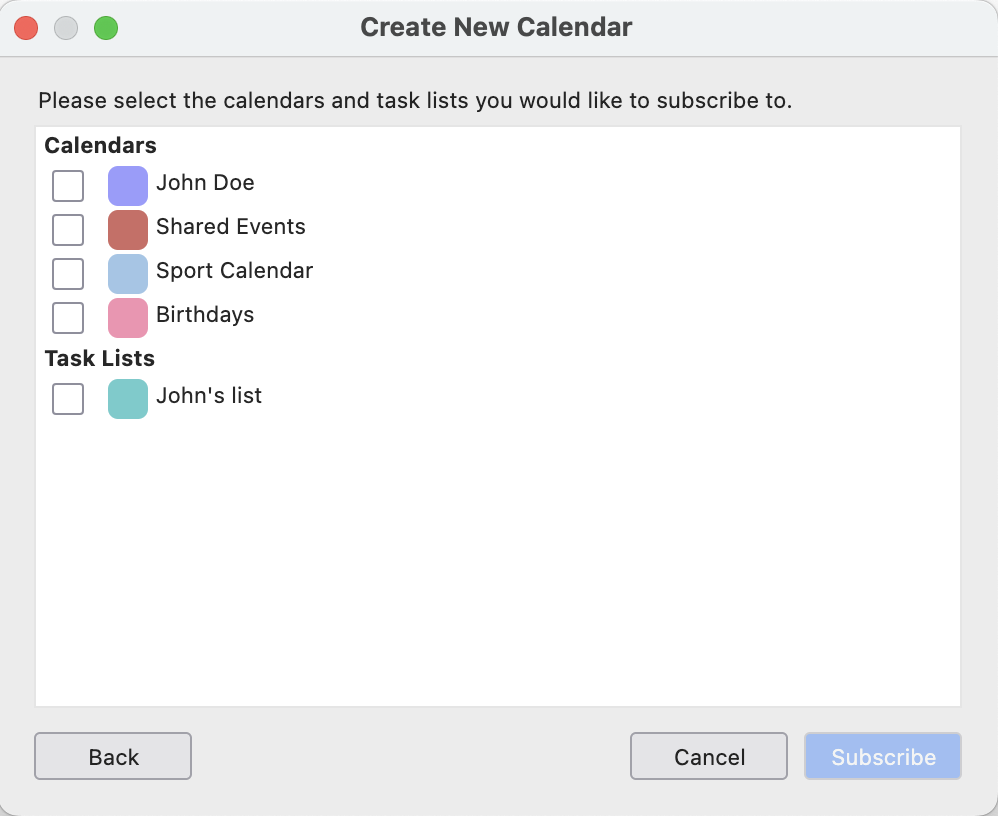 Create New Calendar
Please select the calendars and task lists you would like to subscribe to.
Calendars
John Doe
Shared Events
Sport Calendar
Birthdays
Task Lists
John's list
Back
Cancel
Subscribe